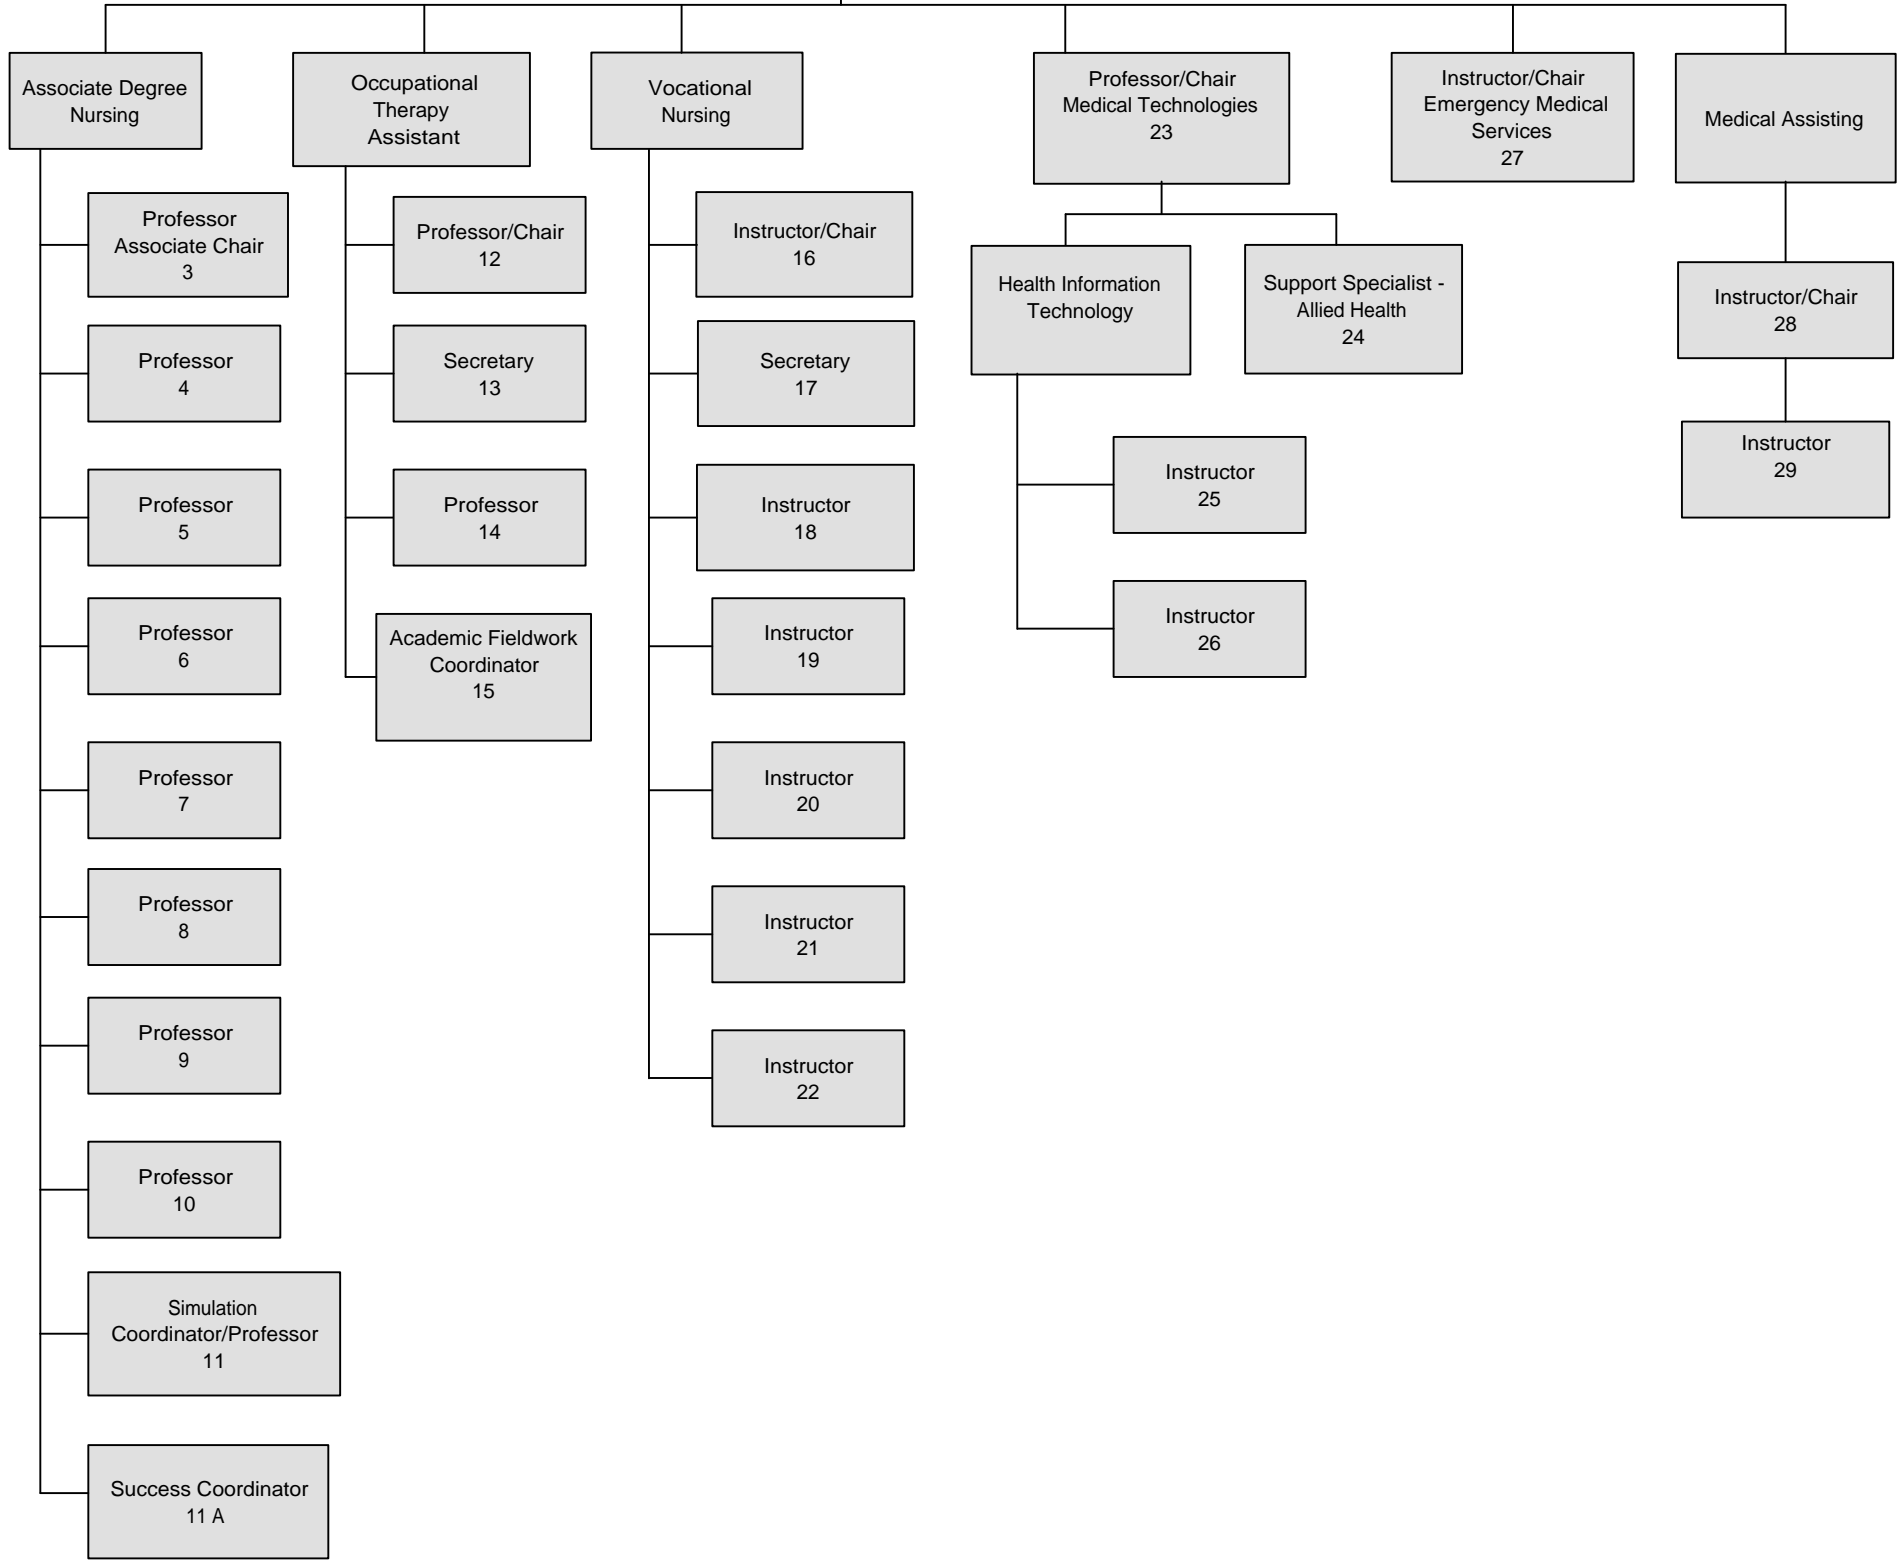 Associate Degree
Nursing
Professor
Associate Chair
3
Professor
4
Professor
5
Professor
6
Professor
7
Professor
8
Professor
9
Professor
10
Simulation
Coordinator/Professor
11
Success Coordinator
11 A
Occupational
Therapy
Assistant
Professor/Chair
12
Secretary
13
Professor
14
Academic Fieldwork
Coordinator
15
Vocational
Nursing
Instructor/Chair
16
Secretary
17
Instructor
18
Instructor
19
Instructor
20
Instructor
21
Instructor
22
Professor/Chair
Medical Technologies
23
Health Information
Technology
Support Specialist -
Allied Health
24
Instructor
25
Instructor
26
Instructor/Chair
Emergency Medical
Services
27
Medical Assisting
Instructor/Chair
28
Instructor
29